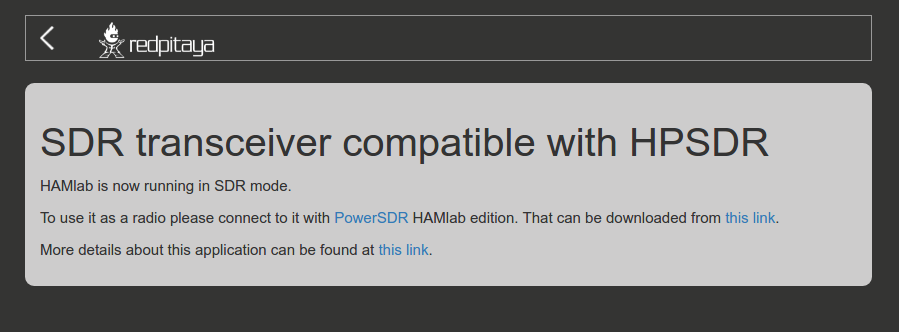 redpitaya
SDR transceiver compatible with HPSDR
HAMlab is now running in SDR mode.
To use it as a radio please connect to it with PowerSDR HAMlab edition. That can be downloaded from this link.
More details about this application can be found at this link.